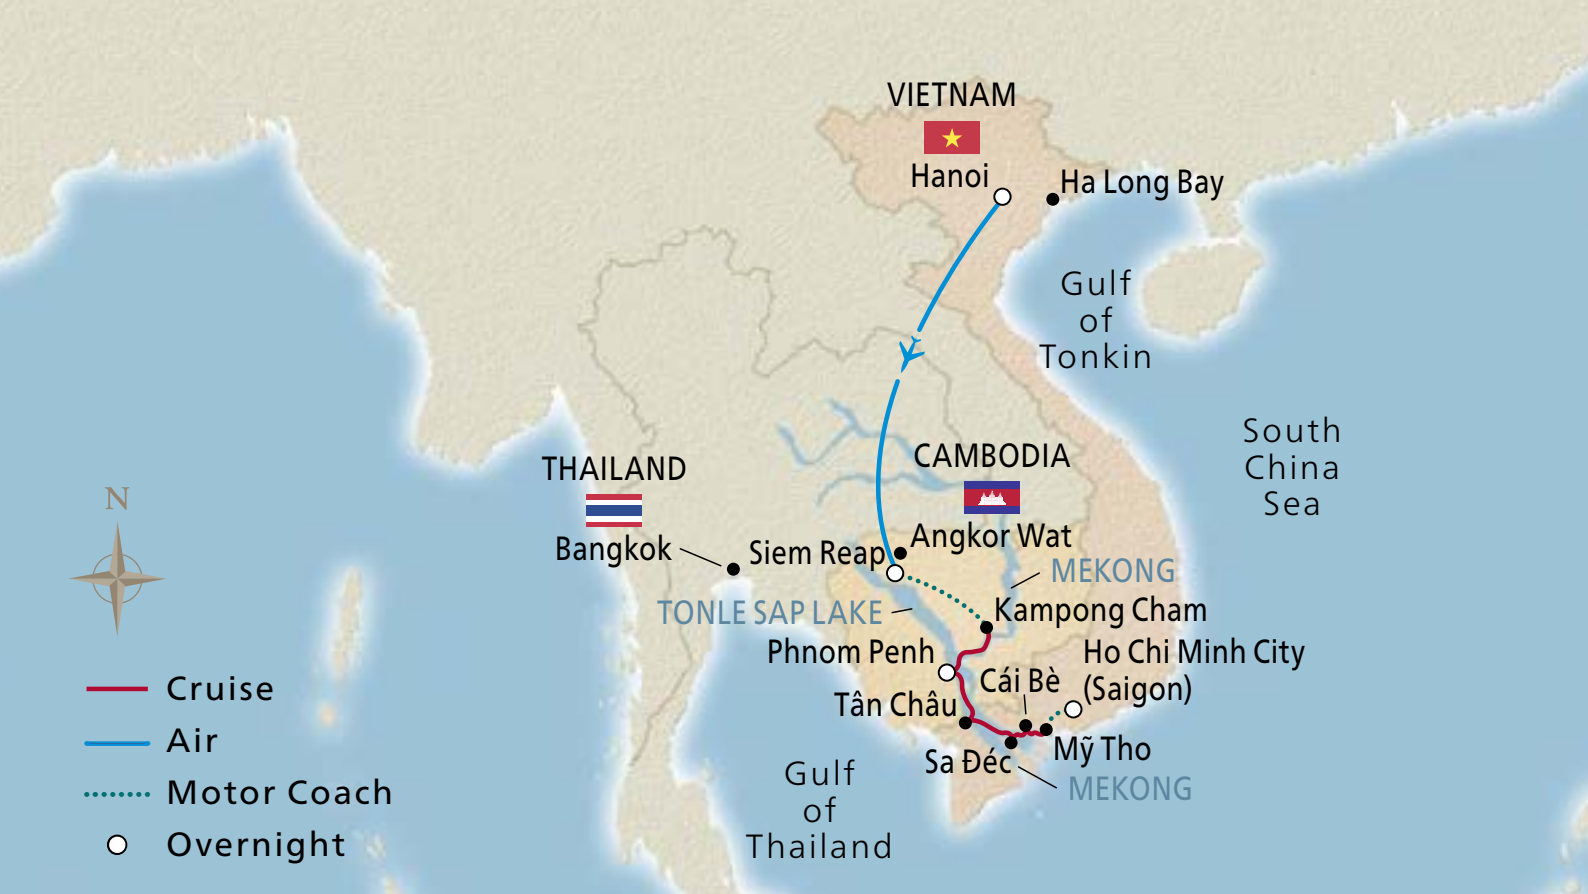 VIETNAM
Hanoi
Ha Long Bay
Gulf
of
Tonkin
South
China
Sea
THAILAND
Bangkok
CAMBODIA
Siem Reap
Angkor Wat
MEKONG
TONLE SAP LAKE
Kampong Cham
Phnom Penh
Ho Chi Minh City
(Saigon)
Cái Bè
Tân Châu
Sa Đéc
Mỹ Tho
MEKONG
Gulf
of
Thailand
N
Cruise
Air
Motor Coach
Overnight